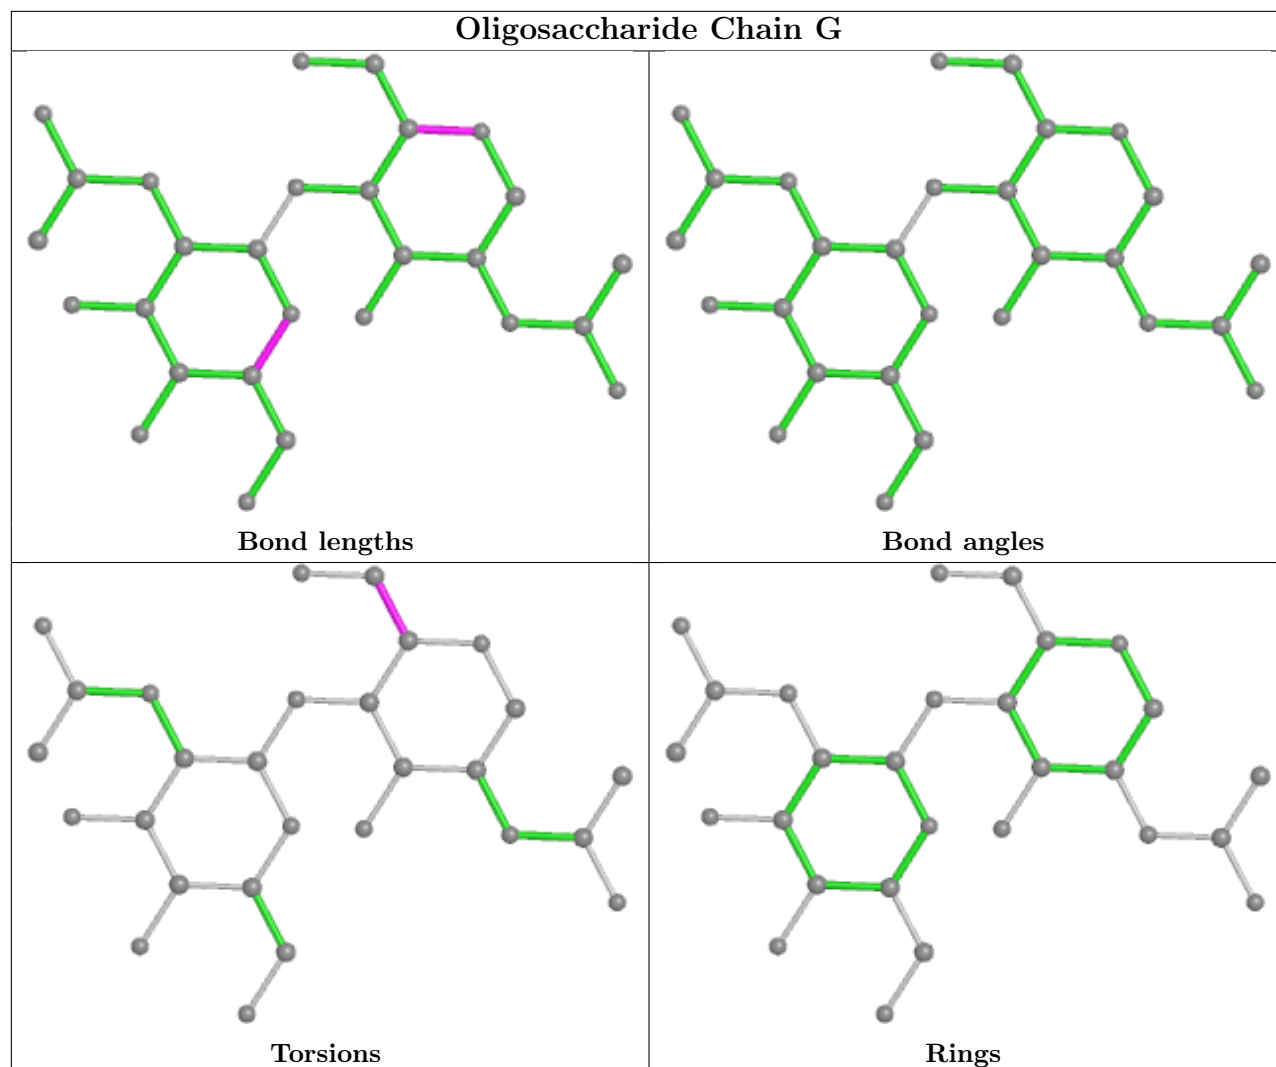 Oligosaccharide Chain G
Bond lengths
Bond angles
Torsions
Rings